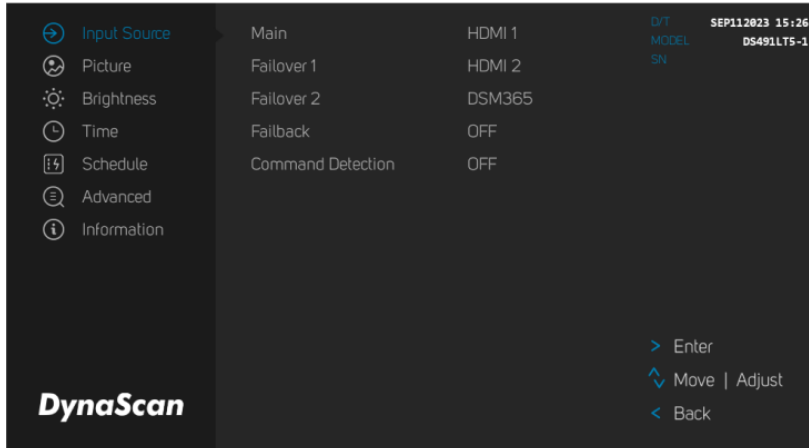 Input Source
Picture
Brightness
Time
Schedule
Advanced
Information
DynaScan
Main HDMI 1
Failover 1 HDMI 2
Failover 2 DSM365
Failback OFF
Command Detection OFF
D/T SEP112023 15:26
MODEL DS491LT5-1
SN
> Enter
Move | Adjust
< Back